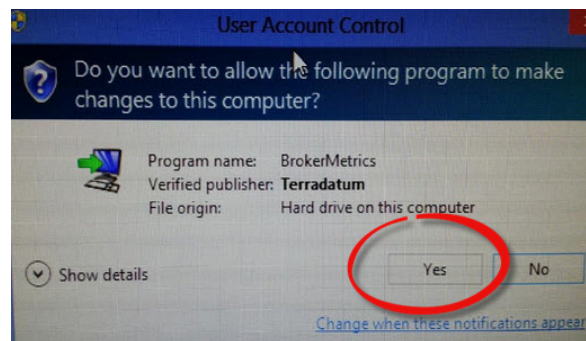 User Account Control
Do you want to allow the following program to make
changes to this computer?
Program name: BrokerMetrics
Verified publisher: Terradatum
File origin: Hard drive on this computer
Show details
Yes
No
Change when these notifications appear